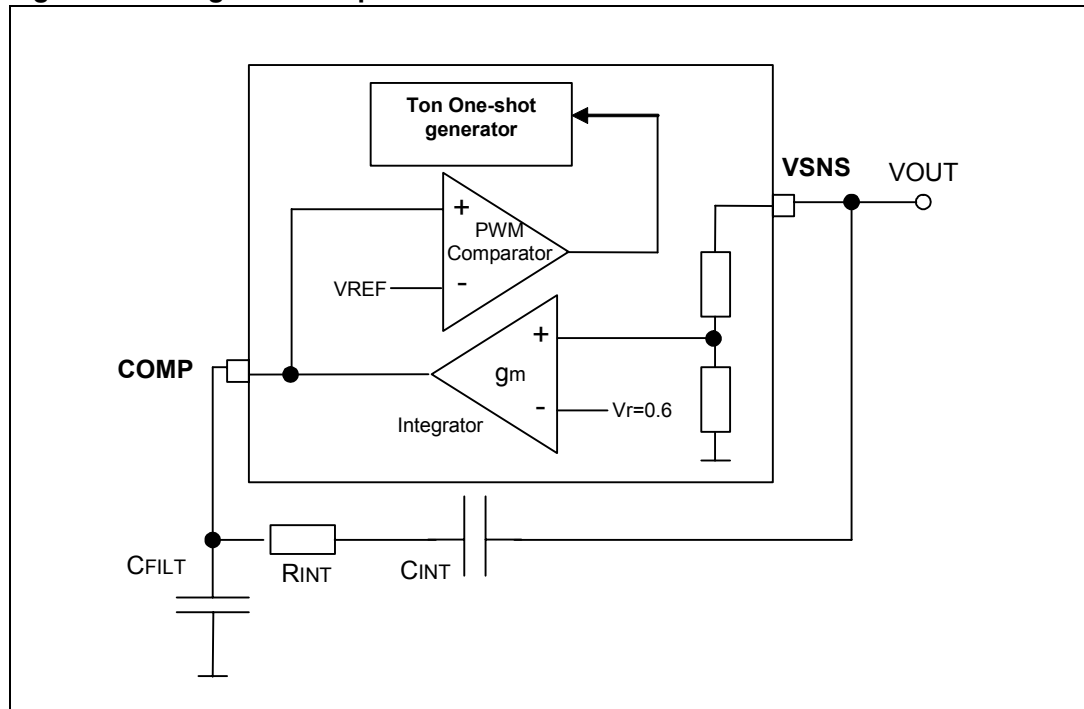 Ton One-shot
generator
VSNS
VOUT
+
PWM
Comparator
VREF
-
+
COMP
gm
-
Vr=0.6
Integrator
CFILT
RINT
CINT